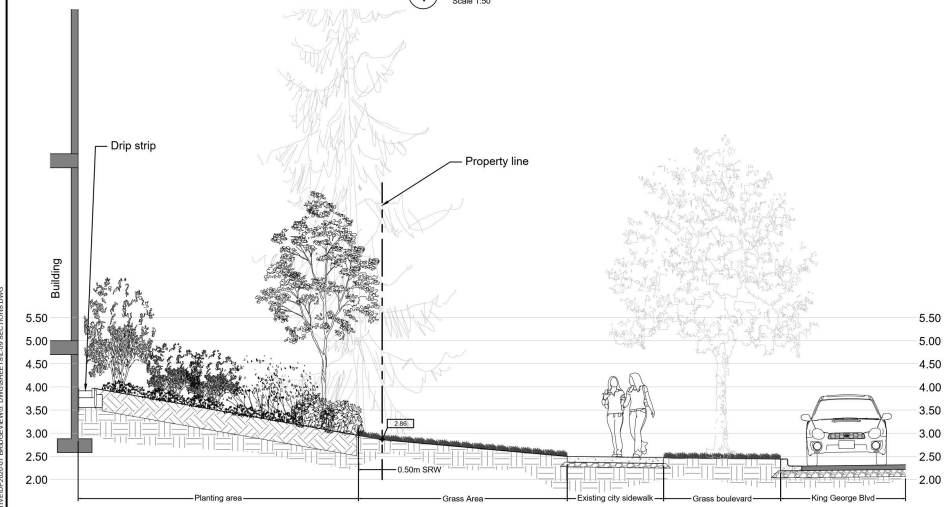 Scale 1:50
Drip strip
Property line
Building
5.50
5.00
4.50
4.00
3.50
3.00
2.50
2.00
2.86
0.50m SRW
5.50
5.00
4.50
4.00
3.50
3.00
2.50
2.00
Planting area
Grass Area
Existing city sidewalk
Grass boulevard
King George Blvd